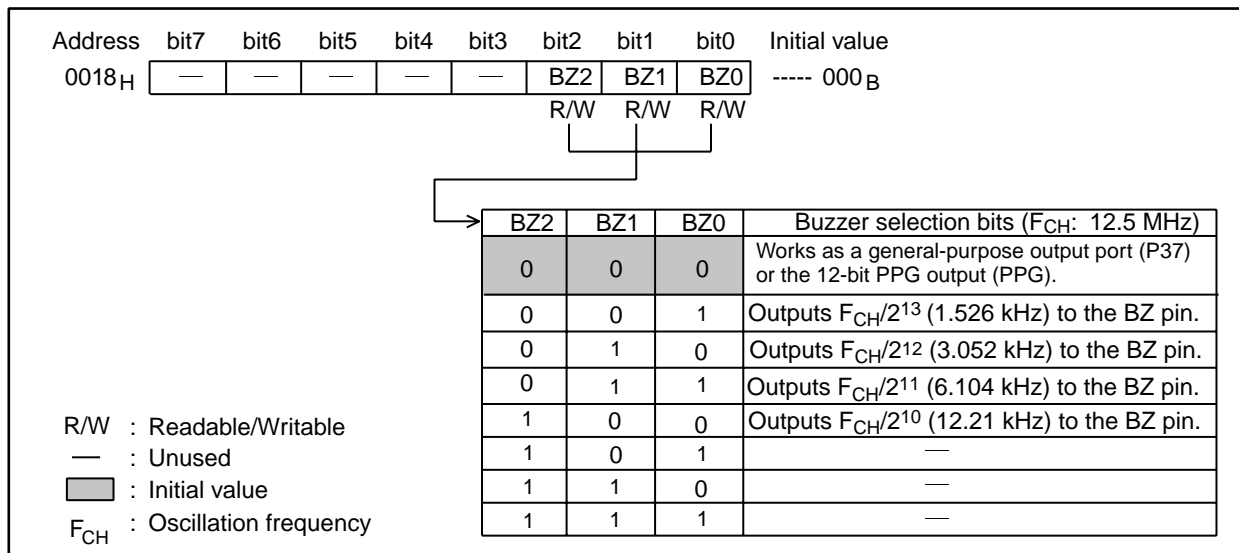 Address bit7 bit6 bit5 bit4 bit3 bit2 bit1 bit0 Initial value
0018H — — — — — BZ2 BZ1 BZ0 ----- 000B
R/W R/W R/W
BZ2 BZ1 BZ0 Buzzer selection bits (FCH: 12.5 MHz)
0 0 0 Works as a general-purpose output port (P37)
or the 12-bit PPG output (PPG).
0 0 1 Outputs FCH/2¹³ (1.526 kHz) to the BZ pin.
0 1 0 Outputs FCH/2¹² (3.052 kHz) to the BZ pin.
0 1 1 Outputs FCH/2¹¹ (6.104 kHz) to the BZ pin.
1 0 0 Outputs FCH/2¹⁰ (12.21 kHz) to the BZ pin.
1 0 1 —
1 1 0 —
1 1 1 —
R/W : Readable/Writable
— : Unused
: Initial value
FCH : Oscillation frequency